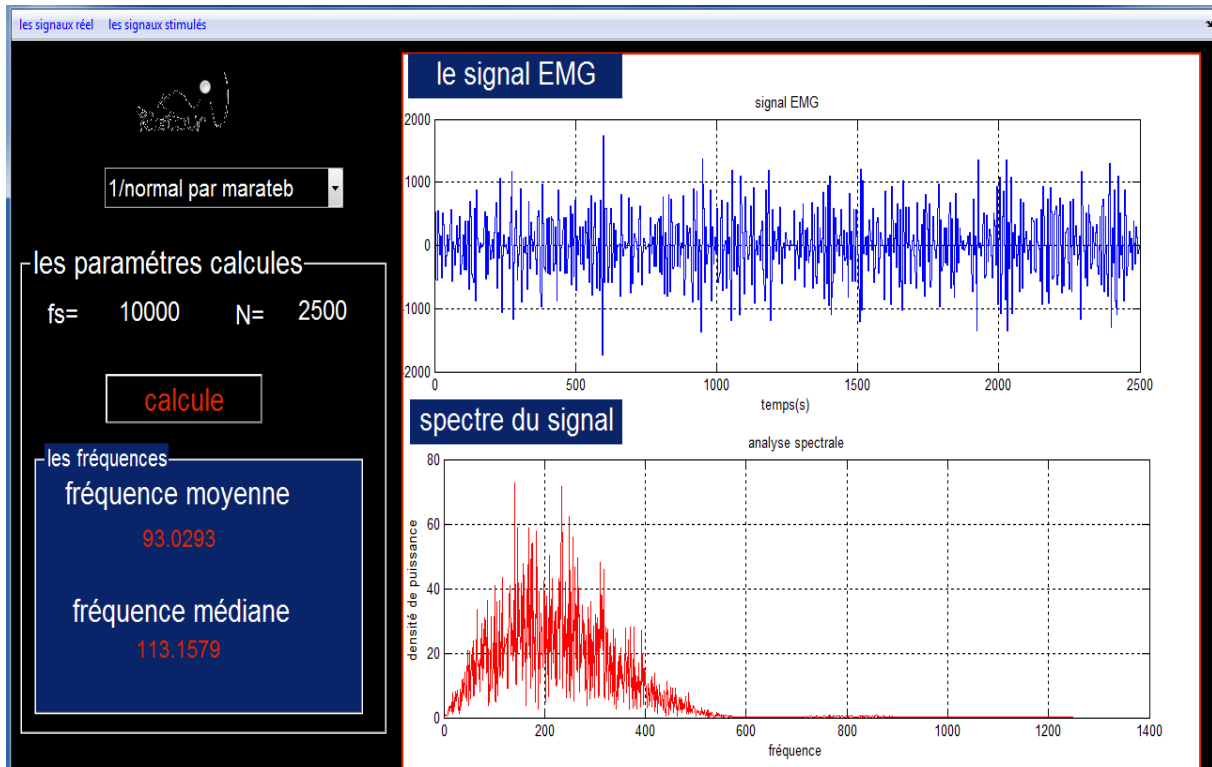 les signaux réel les signaux stimulés
Retour
1/normal par marateb
les paramétres calcules
fs= 10000 N= 2500
calcule
les fréquences
fréquence moyenne
93.0293
fréquence médiane
113.1579
le signal EMG
signal EMG
2000
1000
0
-1000
-2000
0 500 1000 1500 2000 2500
temps(s)
spectre du signal
analyse spectrale
densité de puissance
80
60
40
20
0
0 200 400 600 800 1000 1200 1400
fréquence